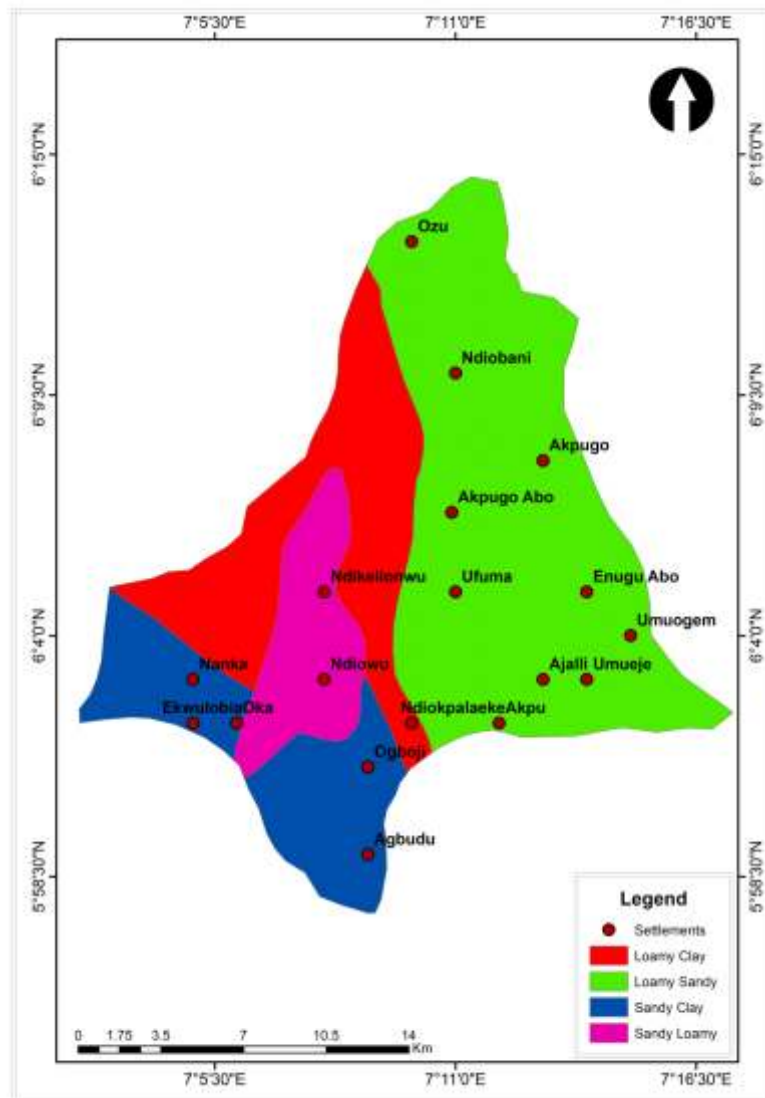 7°5'30"E 7°11'0"E 7°16'30"E
6°15'0"N 6°15'0"N
Ozu
Ndiobani
6°9'30"N 6°9'30"N
Akpugo
Akpugo Abo
Ndikelionwu Ufuma Enugu Abo
Umuogem
6°4'0"N 6°4'0"N
Nanka Ndiowu Ajalli Umueje
EkwulobiaOka NdiokpalaekeAkpu
Ogboji
Agbudu
5°58'30"N 5°58'30"N
Legend
Settlements
Loamy Clay
Loamy Sandy
Sandy Clay
Sandy Loamy
0 1.75 3.5 7 10.5 14
Km
7°5'30"E 7°11'0"E 7°16'30"E